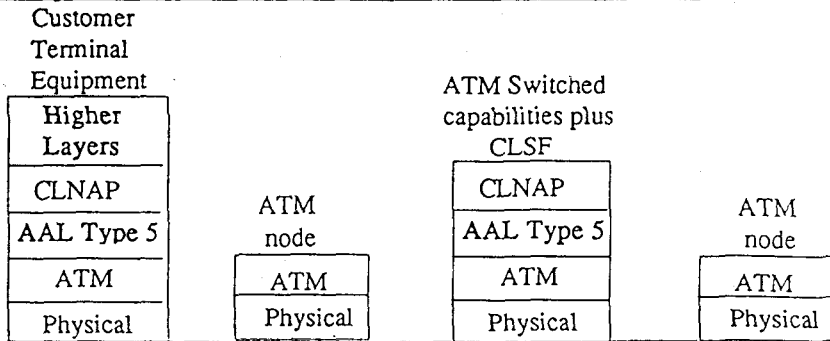 Customer
Terminal
Equipment
Higher
Layers
CLNAP
AAL Type 5
ATM
Physical
ATM
node
ATM
Physical
ATM Switched
capabilities plus
CLSF
CLNAP
AAL Type 5
ATM
Physical
ATM
node
ATM
Physical